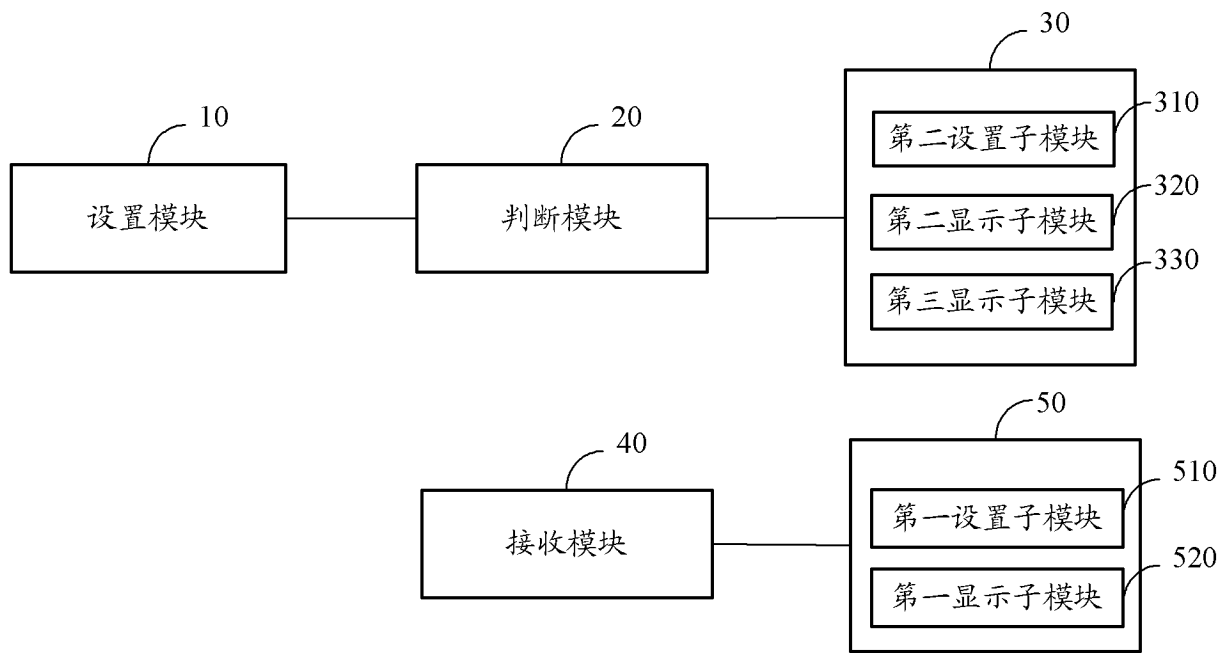 30
310
第二设置子模块
10
20
320
设置模块
判断模块
第二显示子模块
330
第三显示子模块
50
40
510
第一设置子模块
接收模块
520
第一显示子模块